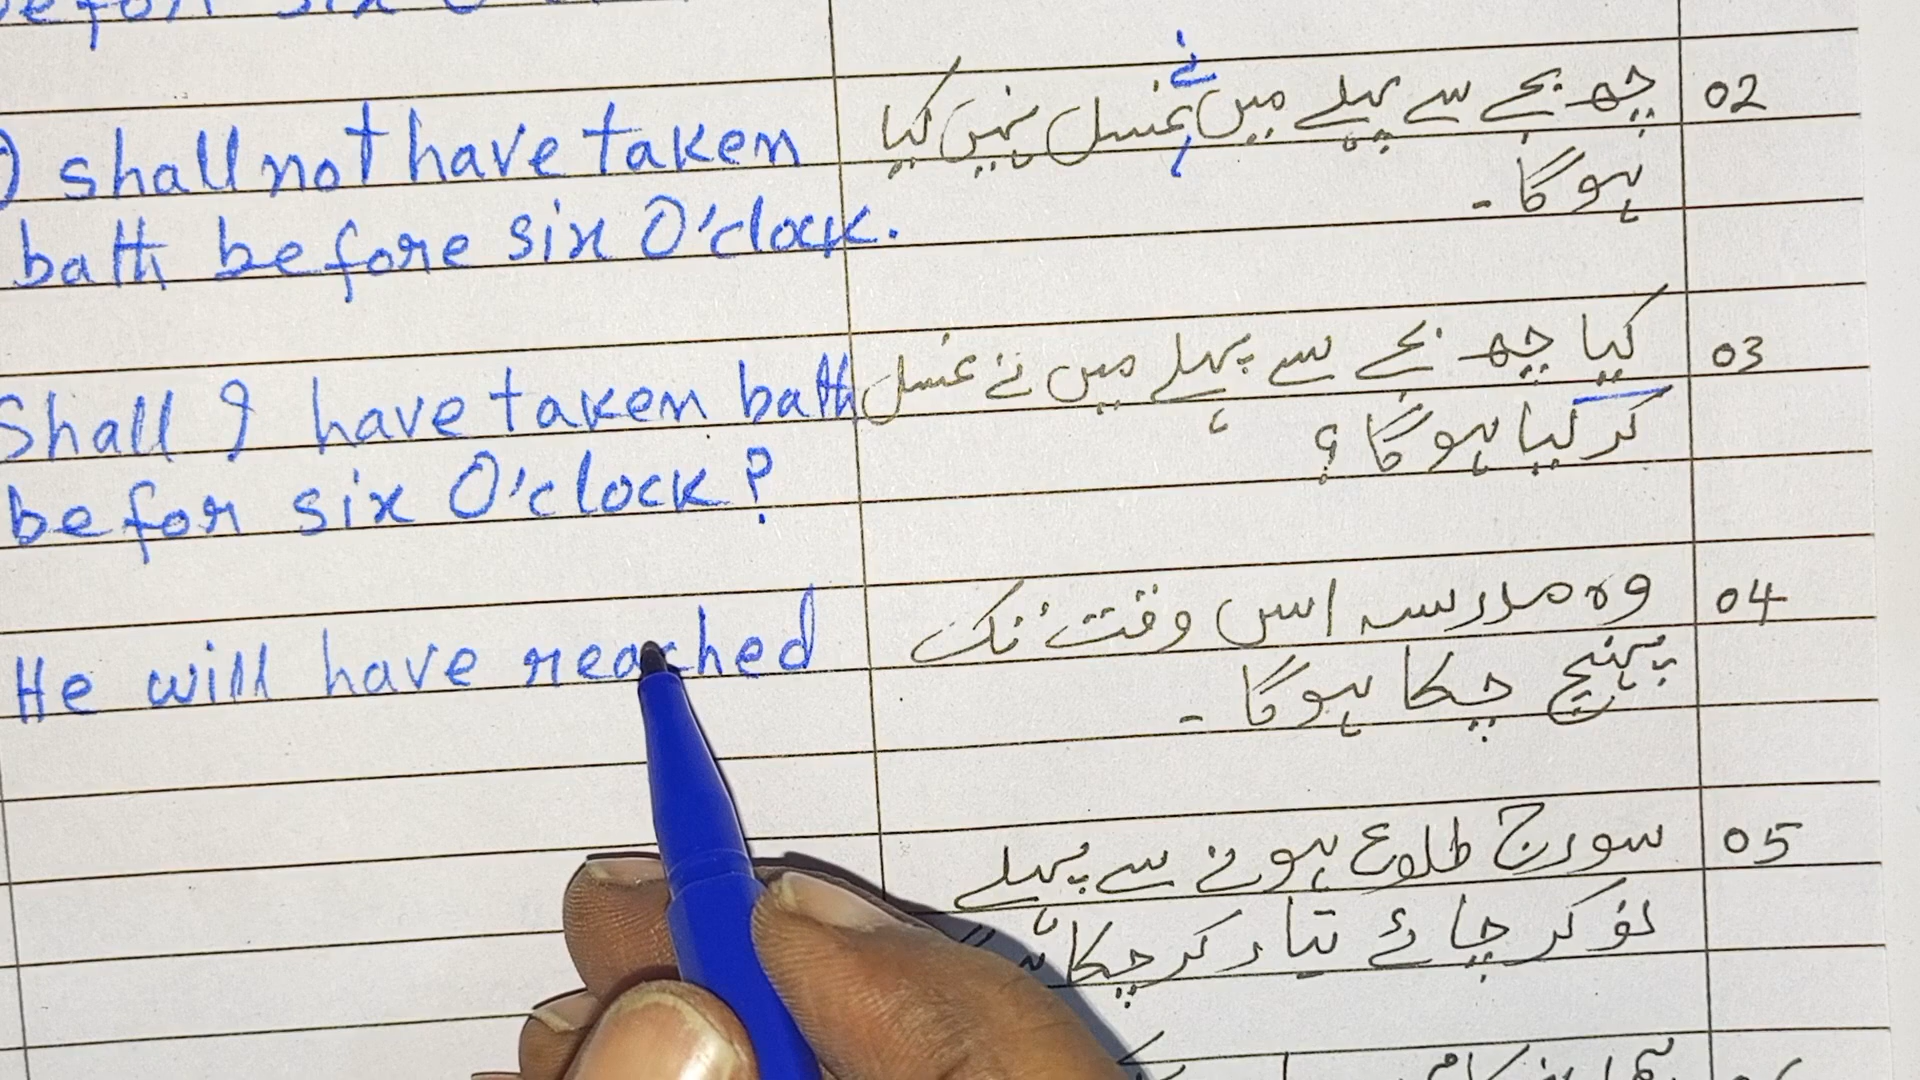 before six O
I shall not have taken
bath before six O'clock.
چھ بجے سے پہلے میں نے غسل نہیں کیا
ہوگا۔
02
Shall I have taken bath
befor six O'clock?
کیا چھ بجے سے پہلے میں نے غسل
کر لیا ہوگا؟
03
He will have reached
وہ مدرسہ اس وقت تک
پہنچ چکا ہوگا۔
04
سورج طلوع ہونے سے پہلے
نوکر چائے تیار کر چکا
05